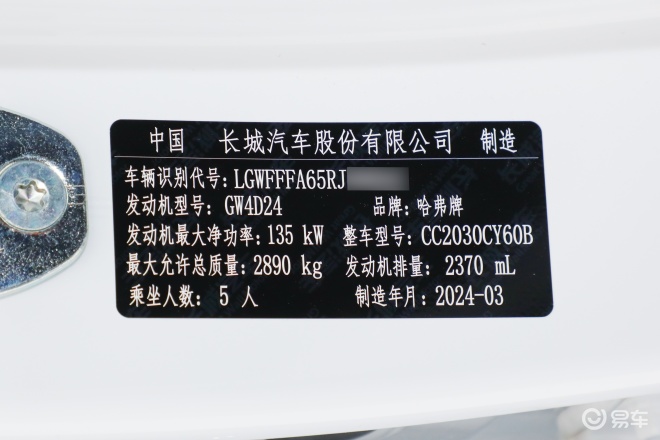 中国 长城汽车股份有限公司 制造
车辆识别代号: LGWFFFA65RJ
发动机型号: GW4D24 品牌: 哈弗牌
发动机最大净功率: 135 kW 整车型号: CC2030CY60B
最大允许总质量: 2890 kg 发动机排量: 2370 mL
乘坐人数: 5 人 制造年月: 2024-03
易车